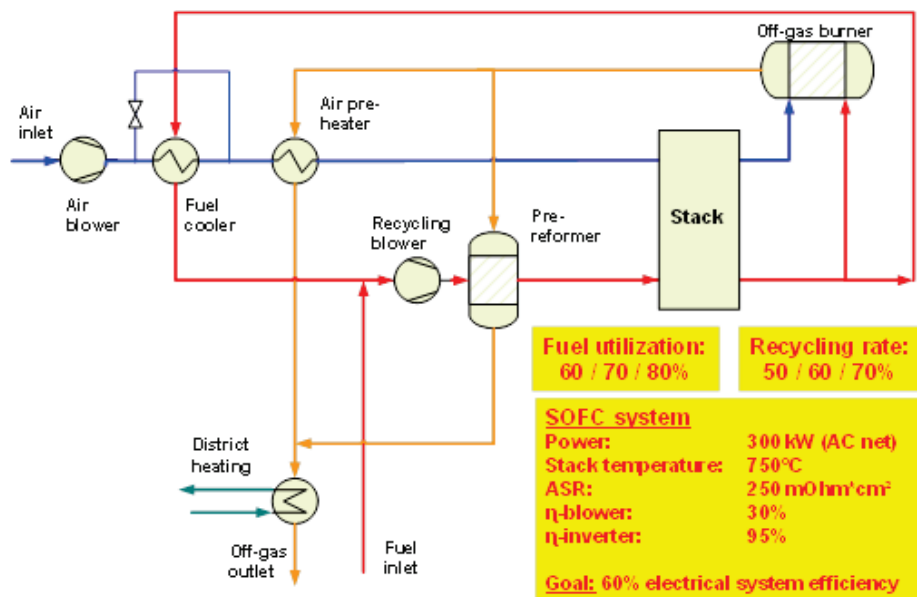 Off-gas burner
Air
inlet
Air pre-
heater
Air
blower
Fuel
cooler
Recycling
blower
Pre-
reformer
Stack
Fuel utilization:
60 / 70 / 80%
Recycling rate:
50 / 60 / 70%
SOFC system
Power: 300 kW (AC net)
Stack temperature: 750°C
ASR: 250 mOhm*cm²
η-blower: 30%
η-inverter: 95%
Goal: 60% electrical system efficiency
District
heating
Off-gas
outlet
Fuel
inlet